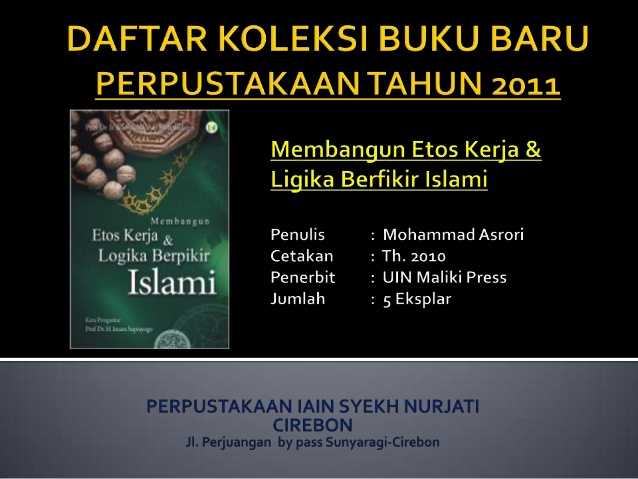 DAFTAR KOLEKSI BUKU BARU
PERPUSTAKAAN TAHUN 2011
Membangun
Etos Kerja &
Logika Berpikir
Islami
Kata Pengantar
Prof. Dr. H. Imam Suprayogo
Membangun Etos Kerja &
Ligika Berfikir Islami
Penulis : Mohammad Asrori
Cetakan : Th. 2010
Penerbit : UIN Maliki Press
Jumlah : 5 Eksplar
PERPUSTAKAAN IAIN SYEKH NURJATI
CIREBON
Jl. Perjuangan by pass Sunyaragi-Cirebon